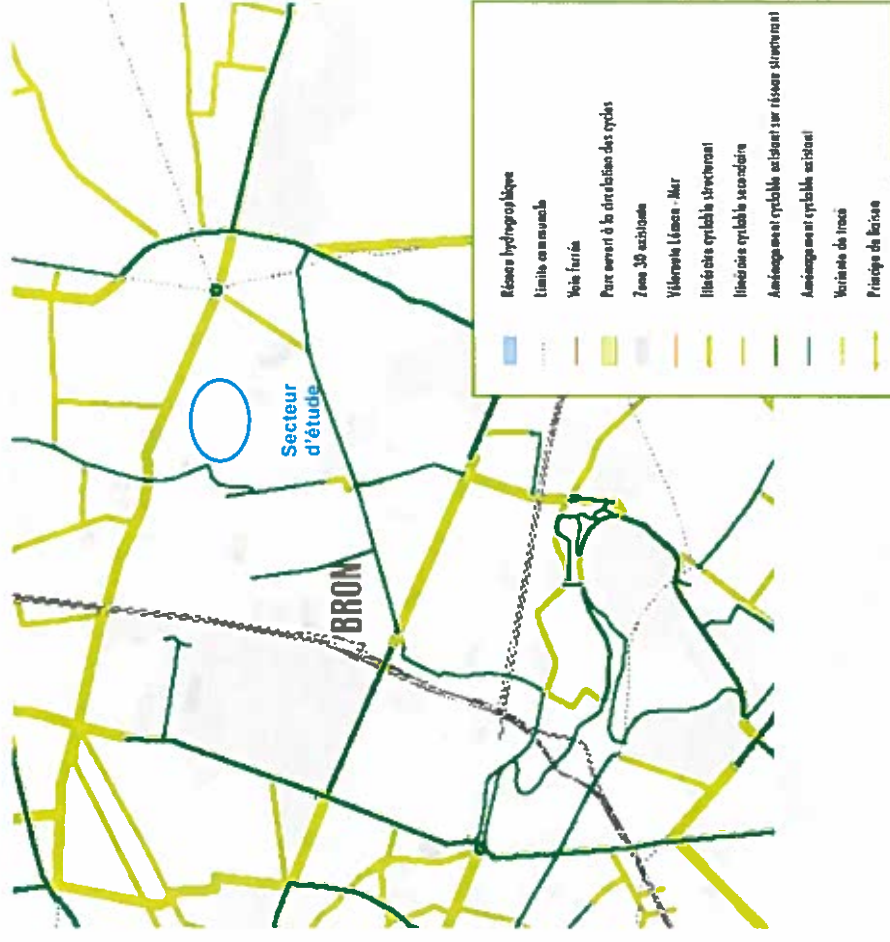 Secteur
d'étude
BRON
Réseau hydrographique
Limite communale
Voie ferrée
Parc ouvert à la circulation des cycles
Zone 30 existante
Véloroute Léman - Mer
Itinéraire cyclable structurant
Itinéraire cyclable secondaire
Aménagement cyclable existant sur réseau structurant
Aménagement cyclable existant
Variante de tracé
Principe de liaison